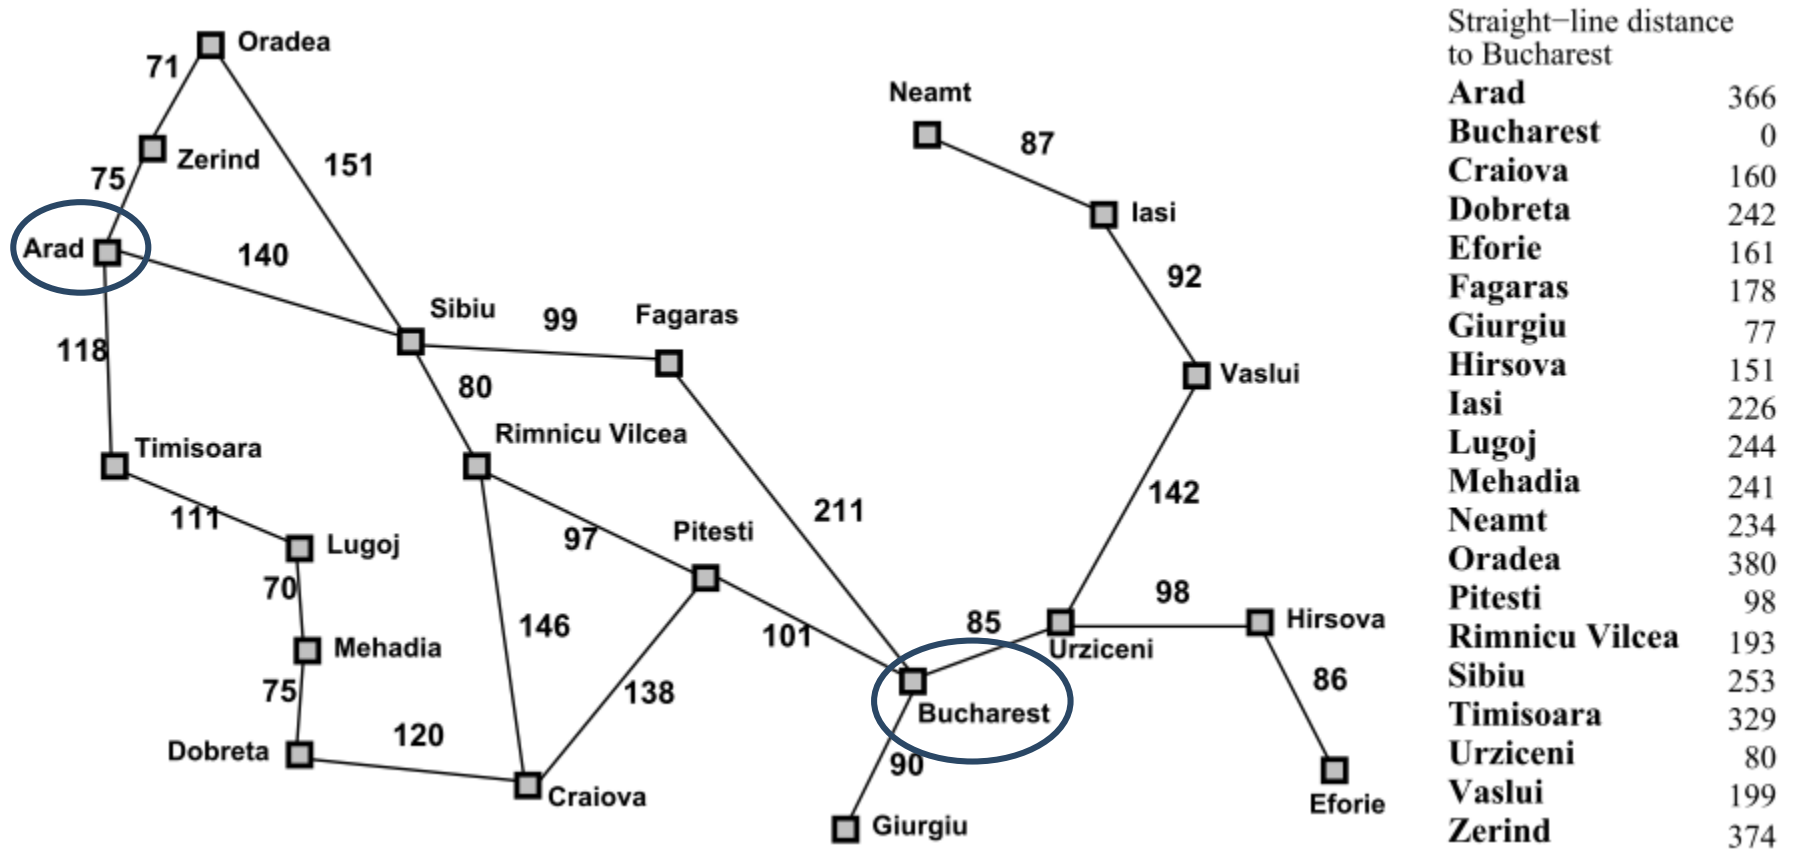 Oradea
71
Neamt
87
Zerind
151
75
Iasi
Arad
140
92
Sibiu
99
Fagaras
118
80
Vaslui
Rimnicu Vilcea
Timisoara
142
111
211
Lugoj
97
Pitesti
70
98
146
85
Hirsova
101
Mehadia
Urziceni
75
138
86
Bucharest
120
Dobreta
90
Craiova
Eforie
Giurgiu
Straight−line distance
to Bucharest
Arad 366
Bucharest 0
Craiova 160
Dobreta 242
Eforie 161
Fagaras 178
Giurgiu 77
Hirsova 151
Iasi 226
Lugoj 244
Mehadia 241
Neamt 234
Oradea 380
Pitesti 98
Rimnicu Vilcea 193
Sibiu 253
Timisoara 329
Urziceni 80
Vaslui 199
Zerind 374